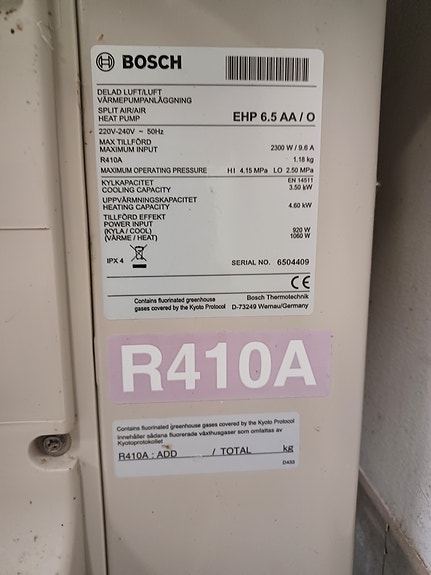 BOSCH
DELAD LUFT/LUFT
VÄRMEPUMPANLÄGGNING
SPLIT AIR/AIR
HEAT PUMP EHP 6.5 AA / O
220V-240V ~ 50Hz
MAX TILLFÖRD
MAXIMUM INPUT 2300 W / 9.6 A
R410A 1.18 kg
MAXIMUM OPERATING PRESSURE HI 4.15 MPa LO 2.50 MPa
KYLKAPACITET EN 14511
COOLING CAPACITY 3.50 kW
UPPVÄRMNINGSKAPACITET
HEATING CAPACITY 4.60 kW
TILLFÖRD EFFEKT
POWER INPUT
(KYLA / COOL) 920 W
(VÄRME / HEAT) 1060 W
IPX 4 SERIAL NO. 6504409
CE
Contains fluorinated greenhouse Bosch Thermotechnik
gases covered by the Kyoto Protocol D-73249 Wernau/Germany
R410A
Contains fluorinated greenhouse gases covered by the Kyoto Protocol
Innehåller sådana fluorerade växthusgaser som omfattas av
Kyotoprotokollet
R410A : ADD / TOTAL kg
D433